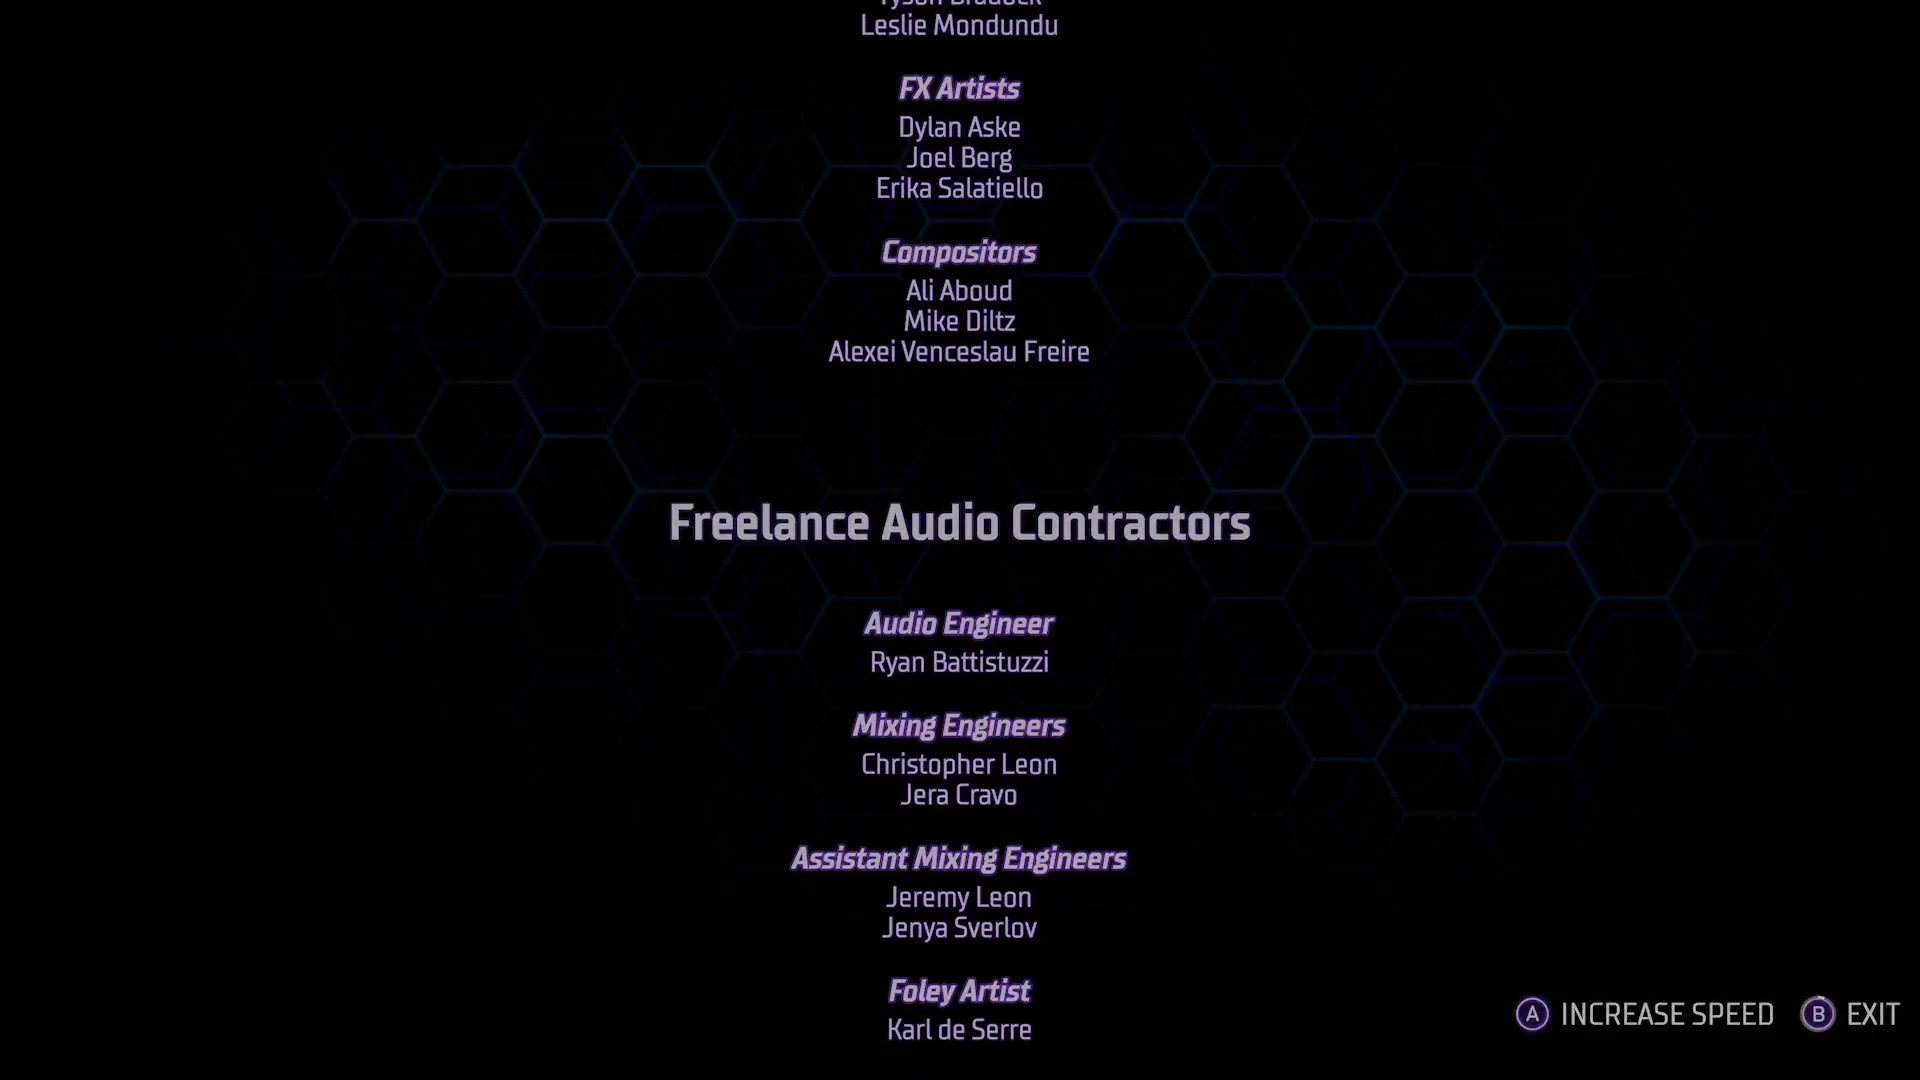 Leslie Mondundu
FX Artists
Dylan Aske
Joel Berg
Erika Salatiello
Compositors
Ali Aboud
Mike Diltz
Alexei Venceslau Freire
Freelance Audio Contractors
Audio Engineer
Ryan Battistuzzi
Mixing Engineers
Christopher Leon
Jera Cravo
Assistant Mixing Engineers
Jeremy Leon
Jenya Sverlov
Foley Artist
Karl de Serre
A INCREASE SPEED B EXIT